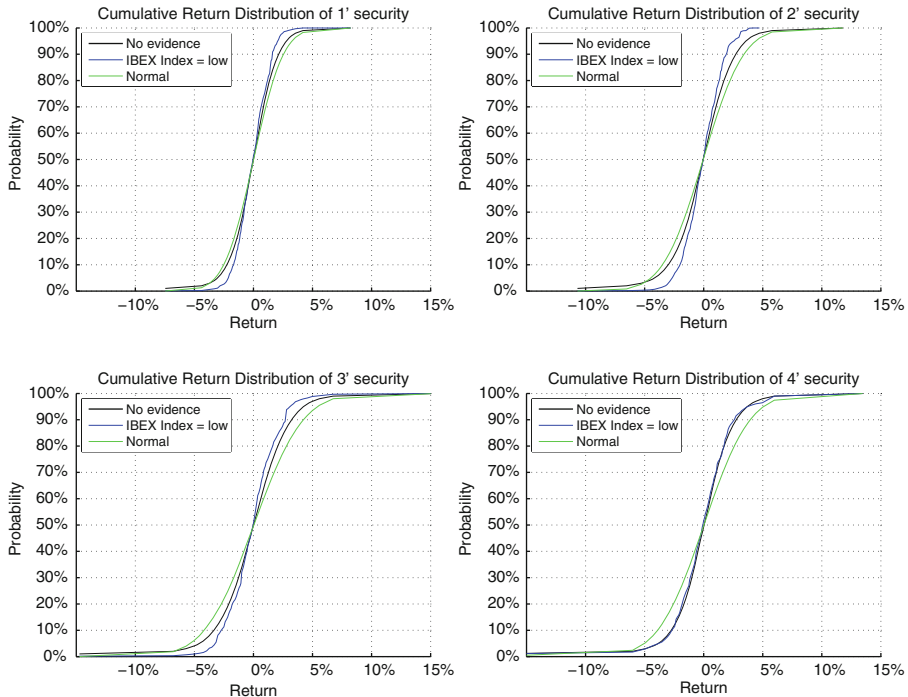 Cumulative Return Distribution of 1' security
100%
90%
80%
70%
60%
50%
40%
30%
20%
10%
0%
Probability
No evidence
IBEX Index = low
Normal
−10% −5% 0% 5% 10% 15%
Return
Cumulative Return Distribution of 2' security
100%
90%
80%
70%
60%
50%
40%
30%
20%
10%
0%
Probability
No evidence
IBEX Index = low
Normal
−10% −5% 0% 5% 10% 15%
Return
Cumulative Return Distribution of 3' security
100%
90%
80%
70%
60%
50%
40%
30%
20%
10%
0%
Probability
No evidence
IBEX Index = low
Normal
−10% −5% 0% 5% 10% 15%
Return
Cumulative Return Distribution of 4' security
100%
90%
80%
70%
60%
50%
40%
30%
20%
10%
0%
Probability
No evidence
IBEX Index = low
Normal
−10% −5% 0% 5% 10% 15%
Return